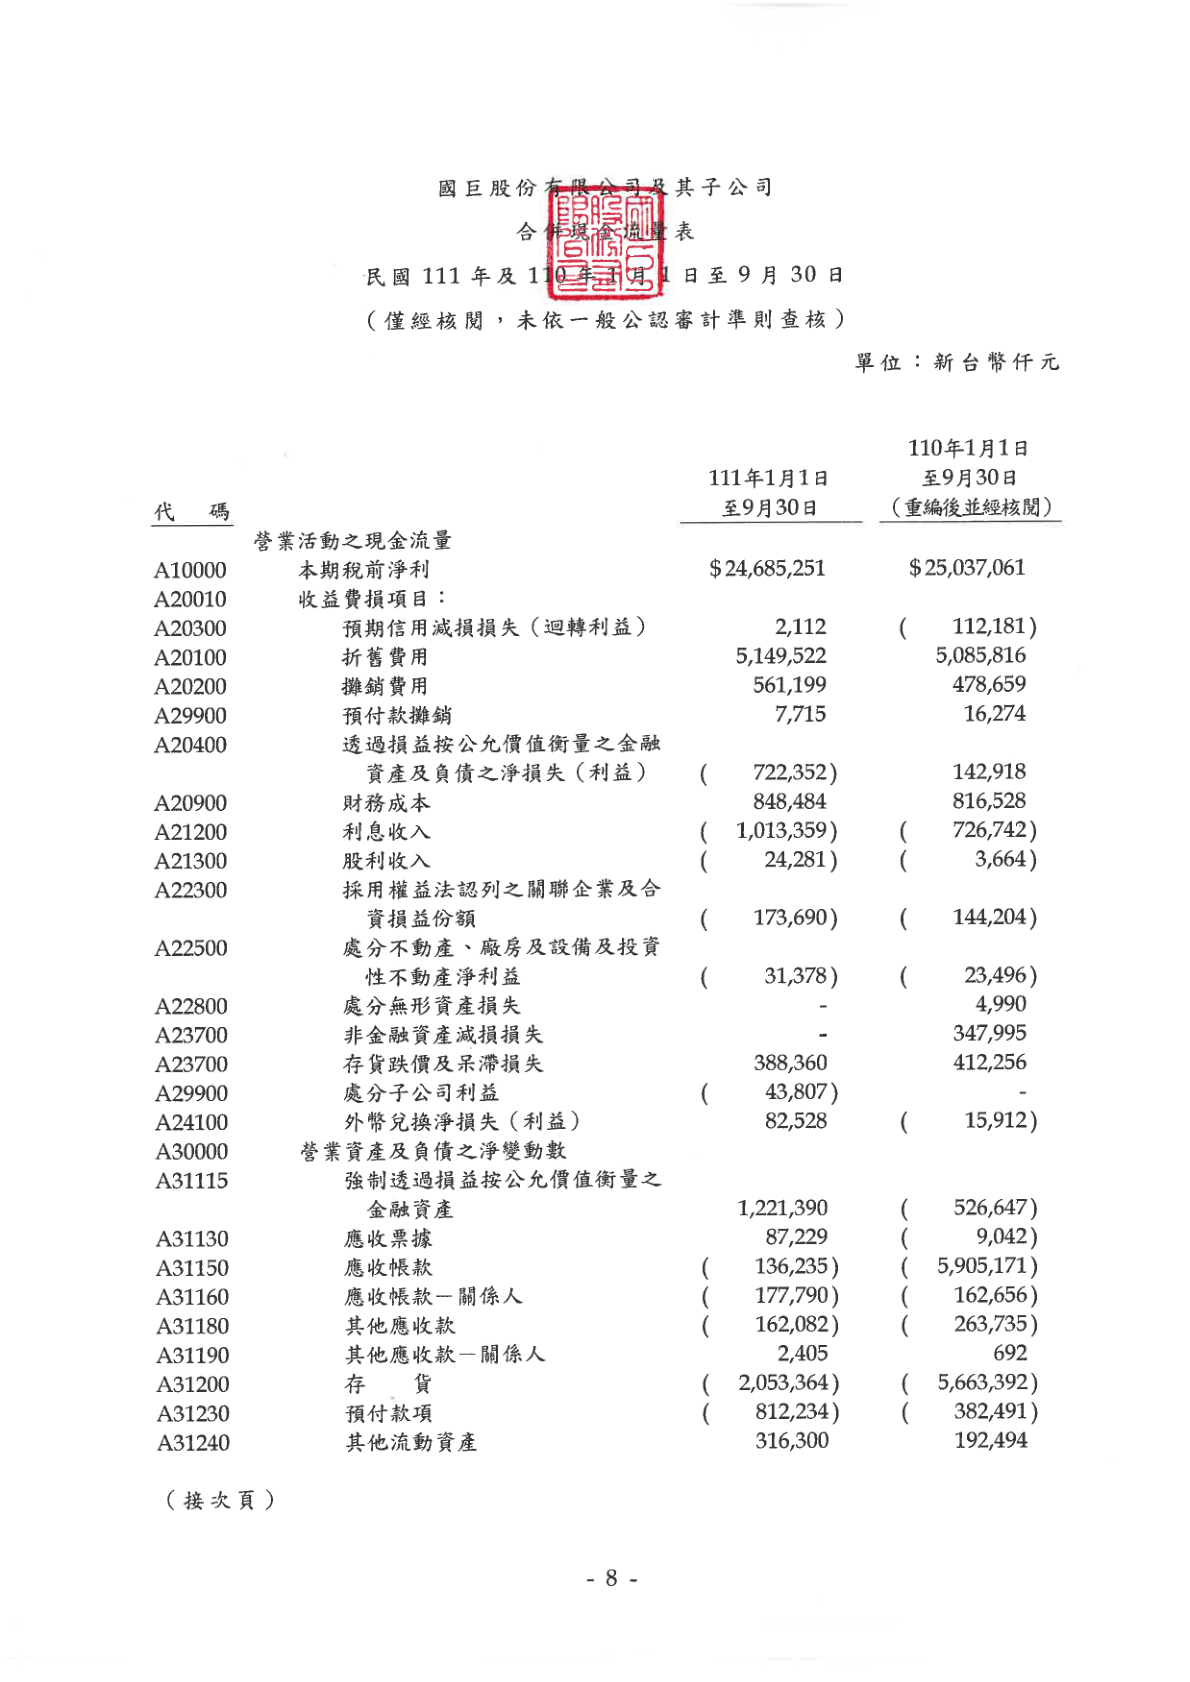 國巨股份有限公司及其子公司
合併現金流量表
民國 111 年及 110 年 1 月 1 日至 9 月 30 日
（僅經核閱，未依一般公認審計準則查核）
單位：新台幣仟元
110年1月1日
111年1月1日 至9月30日
代 碼 至9月30日 （重編後並經核閱）
營業活動之現金流量
A10000 本期稅前淨利 $24,685,251 $25,037,061
A20010 收益費損項目：
A20300 預期信用減損損失（迴轉利益） 2,112 ( 112,181)
A20100 折舊費用 5,149,522 5,085,816
A20200 攤銷費用 561,199 478,659
A29900 預付款攤銷 7,715 16,274
A20400 透過損益按公允價值衡量之金融
資產及負債之淨損失（利益） ( 722,352) 142,918
A20900 財務成本 848,484 816,528
A21200 利息收入 ( 1,013,359) ( 726,742)
A21300 股利收入 ( 24,281) ( 3,664)
A22300 採用權益法認列之關聯企業及合
資損益份額 ( 173,690) ( 144,204)
A22500 處分不動產、廠房及設備及投資
性不動產淨利益 ( 31,378) ( 23,496)
A22800 處分無形資產損失 - 4,990
A23700 非金融資產減損損失 - 347,995
A23700 存貨跌價及呆滯損失 388,360 412,256
A29900 處分子公司利益 ( 43,807) -
A24100 外幣兌換淨損失（利益） 82,528 ( 15,912)
A30000 營業資產及負債之淨變動數
A31115 強制透過損益按公允價值衡量之
金融資產 1,221,390 ( 526,647)
A31130 應收票據 87,229 ( 9,042)
A31150 應收帳款 ( 136,235) ( 5,905,171)
A31160 應收帳款－關係人 ( 177,790) ( 162,656)
A31180 其他應收款 ( 162,082) ( 263,735)
A31190 其他應收款－關係人 2,405 692
A31200 存 貨 ( 2,053,364) ( 5,663,392)
A31230 預付款項 ( 812,234) ( 382,491)
A31240 其他流動資產 316,300 192,494
（接次頁）
- 8 -